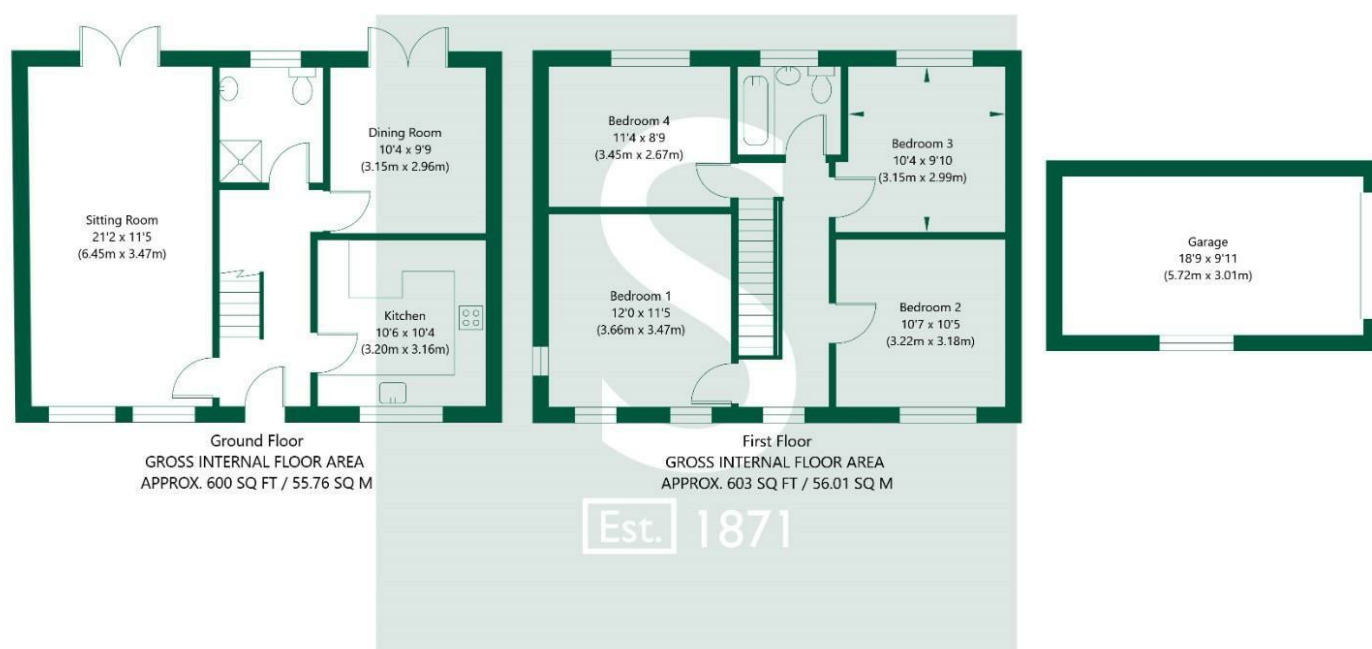 Sitting Room
21'2 x 11'5
(6.45m x 3.47m)
Dining Room
10'4 x 9'9
(3.15m x 2.96m)
Kitchen
10'6 x 10'4
(3.20m x 3.16m)
Ground Floor
GROSS INTERNAL FLOOR AREA
APPROX. 600 SQ FT / 55.76 SQ M
Bedroom 4
11'4 x 8'9
(3.45m x 2.67m)
Bedroom 3
10'4 x 9'10
(3.15m x 2.99m)
Bedroom 1
12'0 x 11'5
(3.66m x 3.47m)
Bedroom 2
10'7 x 10'5
(3.22m x 3.18m)
First Floor
GROSS INTERNAL FLOOR AREA
APPROX. 603 SQ FT / 56.01 SQ M
Garage
18'9 x 9'11
(5.72m x 3.01m)
S
Est. 1871